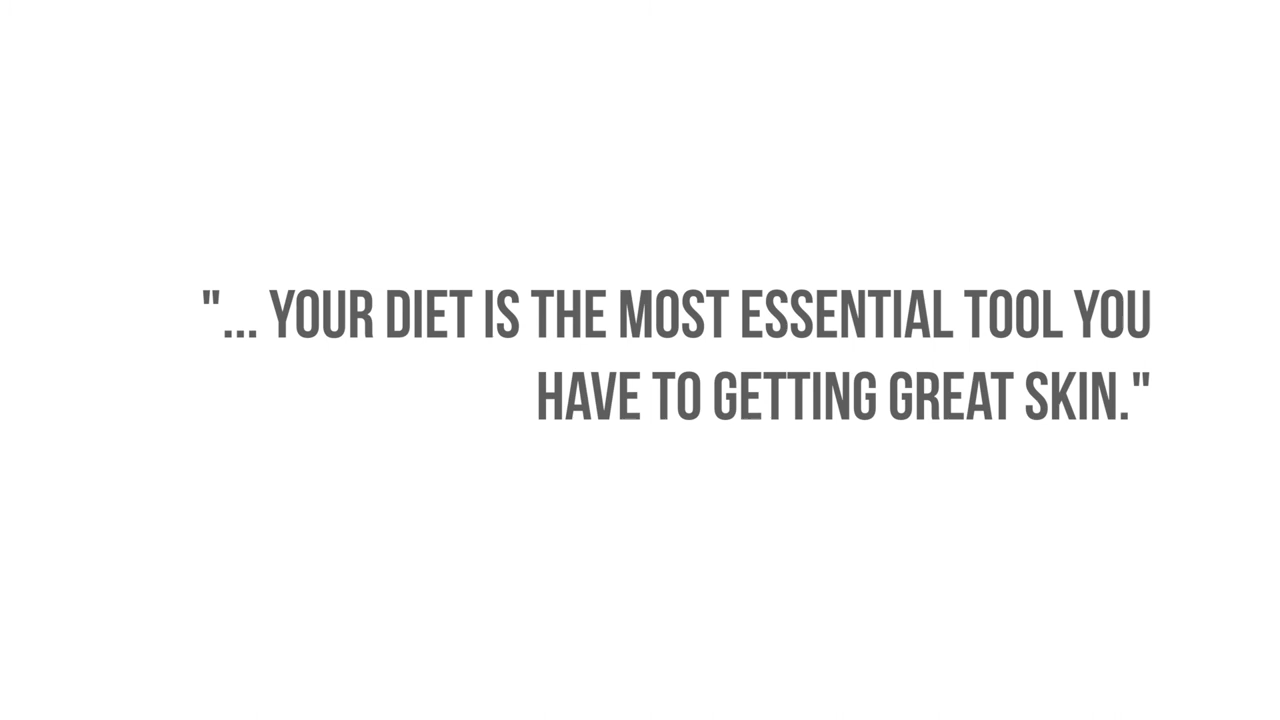 "... YOUR DIET IS THE MOST ESSENTIAL TOOL YOU
HAVE TO GETTING GREAT SKIN."